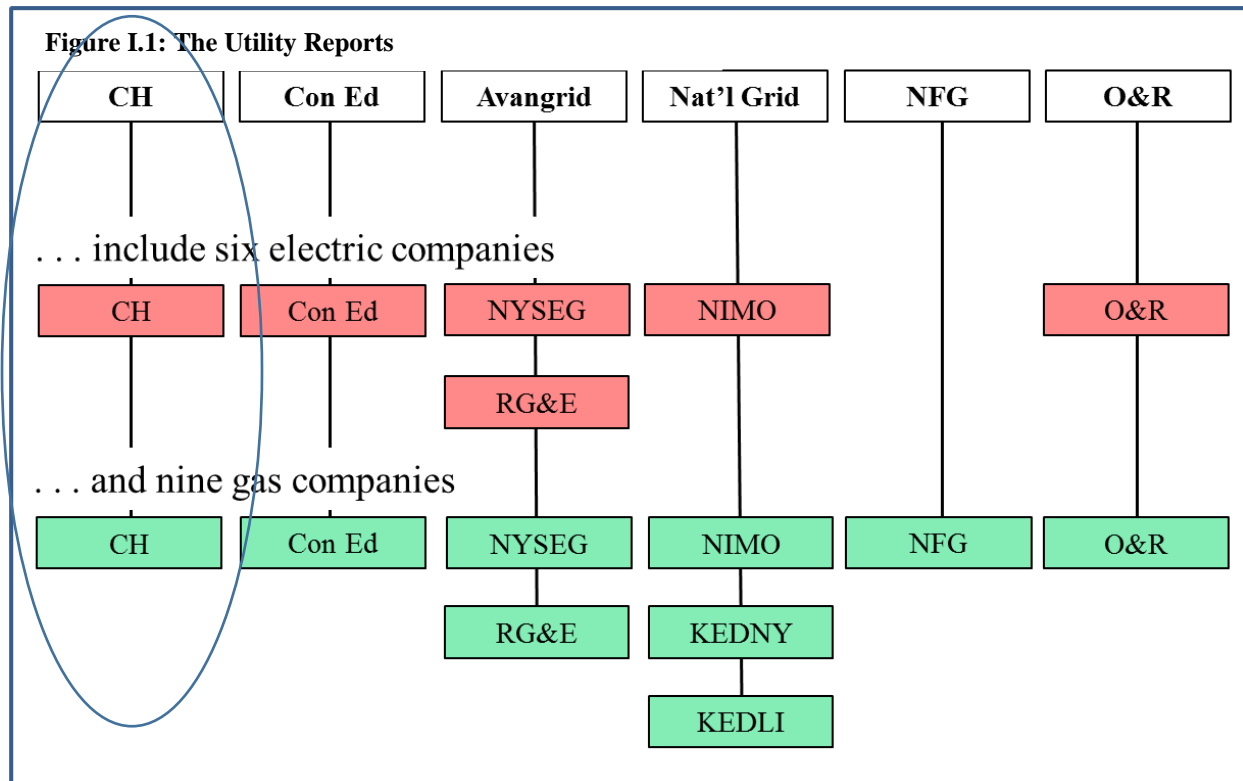 Figure I.1: The Utility Reports
CH Con Ed Avangrid Nat’l Grid NFG O&R
. . . include six electric companies
CH Con Ed NYSEG NIMO O&R
RG&E
. . . and nine gas companies
CH Con Ed NYSEG NIMO NFG O&R
RG&E KEDNY
KEDLI